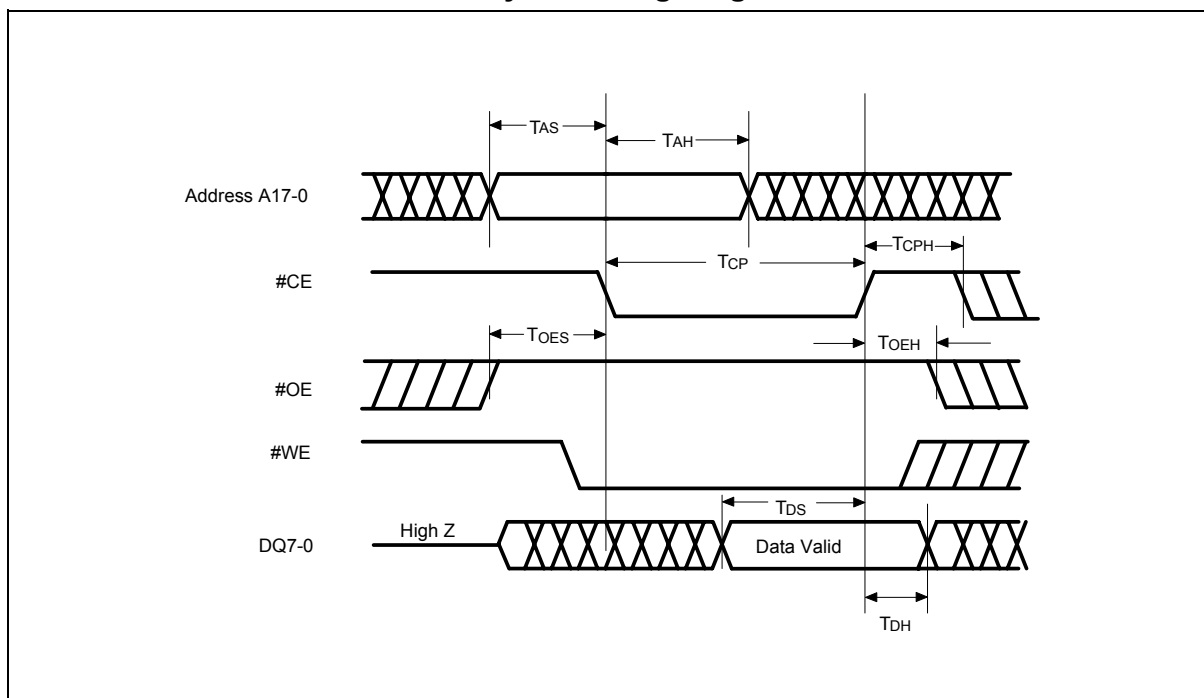 TAS
TAH
Address A17-0
TCPH
TCP
#CE
TOES
TOEH
#OE
#WE
TDS
High Z
Data Valid
DQ7-0
TDH